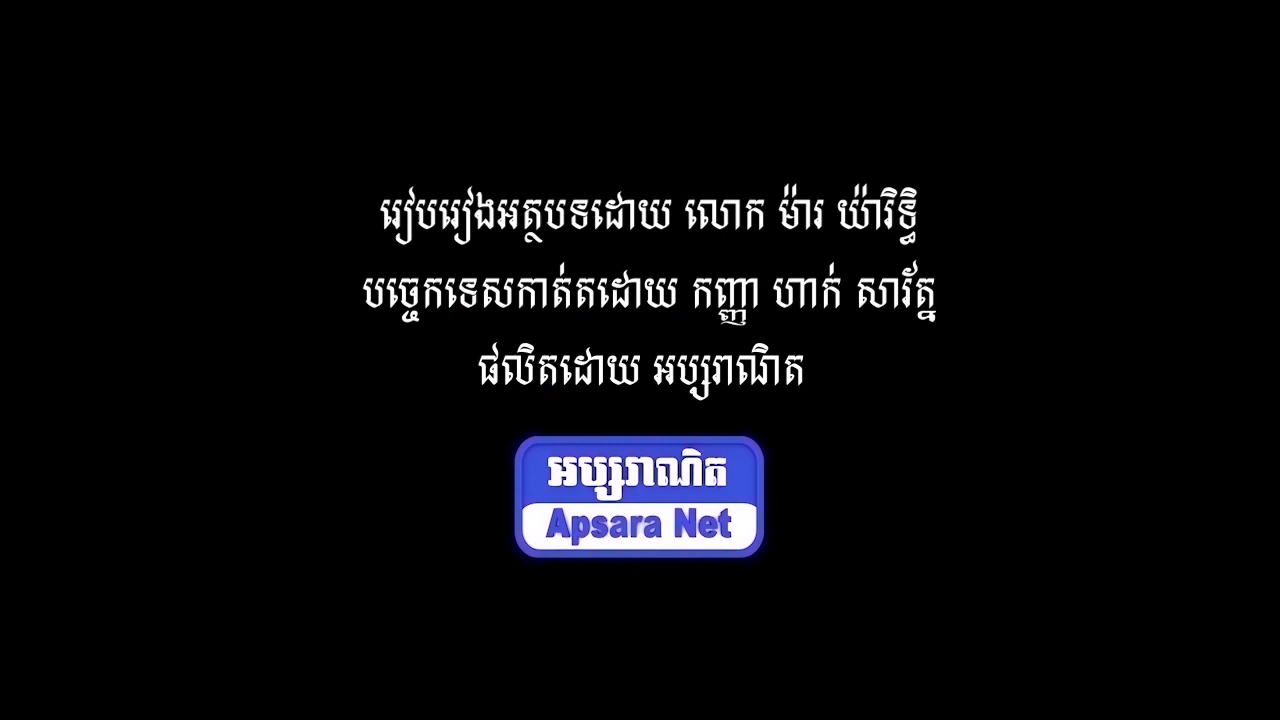 រៀបរៀងអត្ថបទដោយ លោក ម៉ារ យ៉ារិទ្ធិ
បច្ចេកទេសកាត់តដោយ កញ្ញា ហាក់ សារ័ត្ន
ផលិតដោយ អប្សរាណិត
អប្សរាណិត
Apsara Net